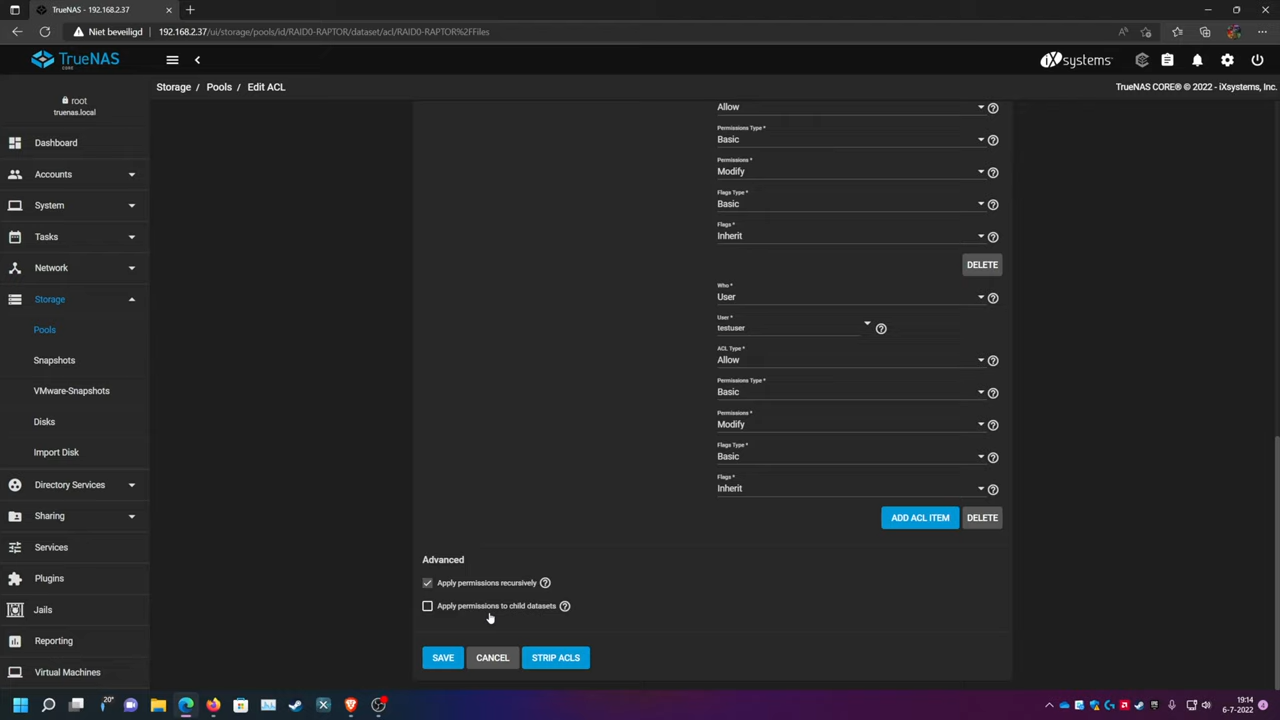 TrueNAS - 192.168.2.37
Niet beveiligd
192.168.2.37/ui/storage/pools/id/RAID0-RAPTOR/dataset/acl/RAID0-RAPTOR%2FFiles
TrueNAS
CORE
iXsystems
Storage / Pools / Edit ACL
TrueNAS CORE® © 2022 - iXsystems, Inc.
root
truenas.local
Dashboard
Accounts
System
Tasks
Network
Storage
Pools
Snapshots
VMware-Snapshots
Disks
Import Disk
Directory Services
Sharing
Services
Plugins
Jails
Reporting
Virtual Machines
Allow
Permissions Type *
Basic
Permissions *
Modify
Flags Type *
Basic
Flags *
Inherit
DELETE
Who *
User
User *
testuser
ACL Type *
Allow
Permissions Type *
Basic
Permissions *
Modify
Flags Type *
Basic
Flags *
Inherit
ADD ACL ITEM DELETE
Advanced
Apply permissions recursively
Apply permissions to child datasets
SAVE CANCEL STRIP ACLS
20°
19:14
6-7-2022